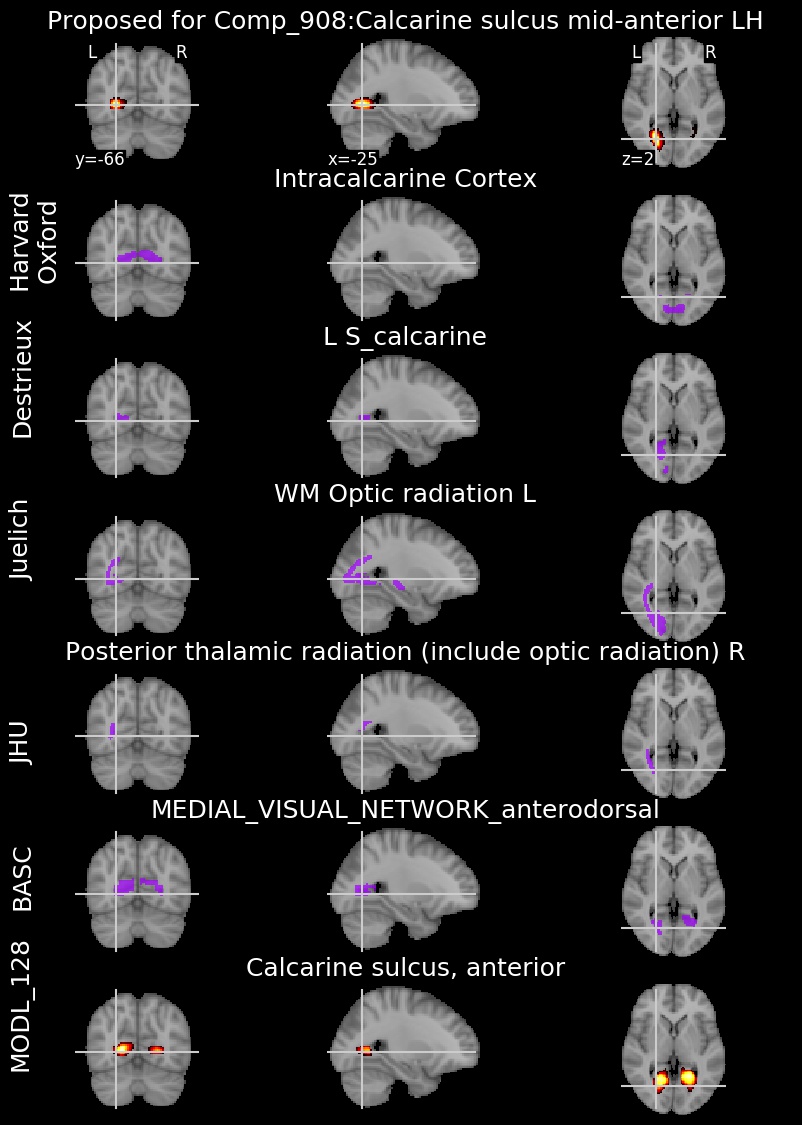 Proposed for Comp_908:Calcarine sulcus mid-anterior LH
L R L R
y=-66 x=-25 z=2
Intracalcarine Cortex
Harvard
Oxford
L S_calcarine
Destrieux
WM Optic radiation L
Juelich
Posterior thalamic radiation (include optic radiation) R
JHU
MEDIAL_VISUAL_NETWORK_anterodorsal
BASC
Calcarine sulcus, anterior
MODL_128